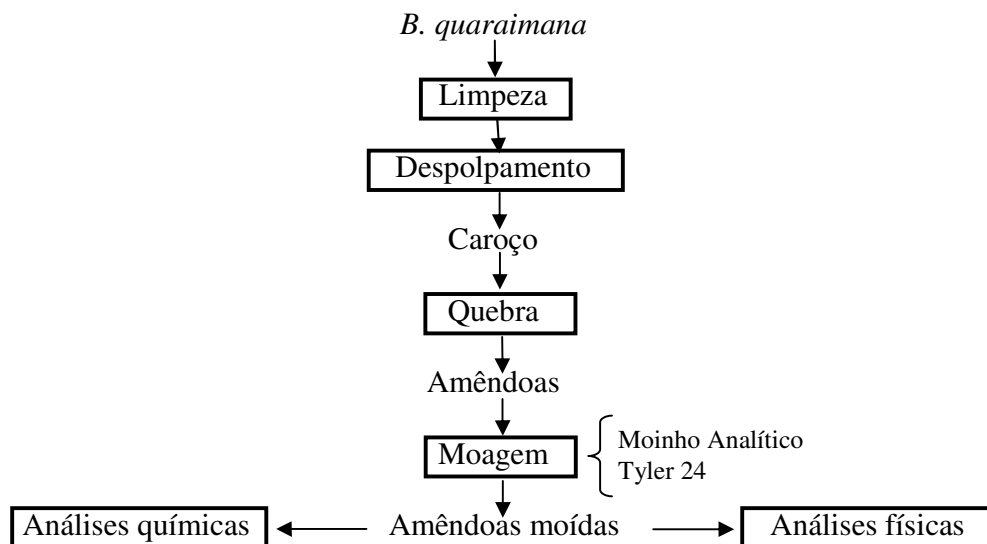 B. quaraimana
Limpeza
Despolpamento
Caroço
Quebra
Amêndoas
Moagem
Moinho Analítico
Tyler 24
Análises químicas
Amêndoas moídas
Análises físicas